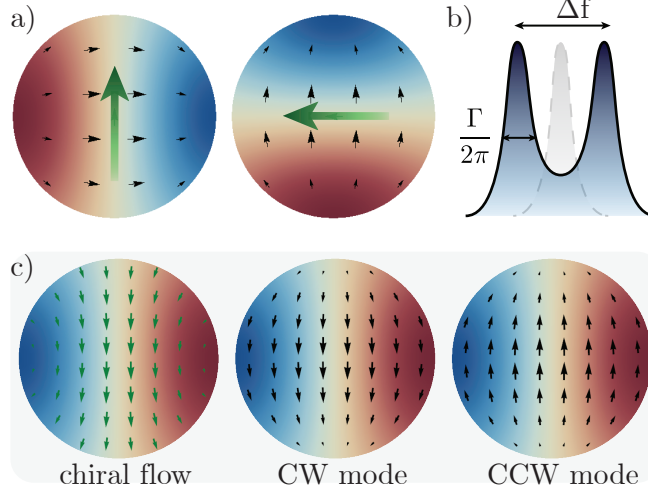 a)
b)
Δf
Γ
2π
c)
chiral flow
CW mode
CCW mode